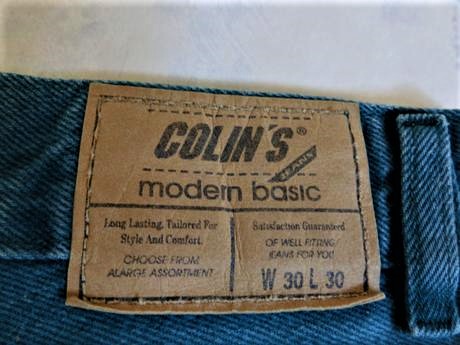 COLIN'S®
JEANS
modern basic
Long Lasting, Tailored For
Style And Comfort.
CHOOSE FROM
ALARGE ASSORTMENT
Satisfaction Guaranteed
OF WELL FITTING
JEANS FOR YOU
W 30 L 30